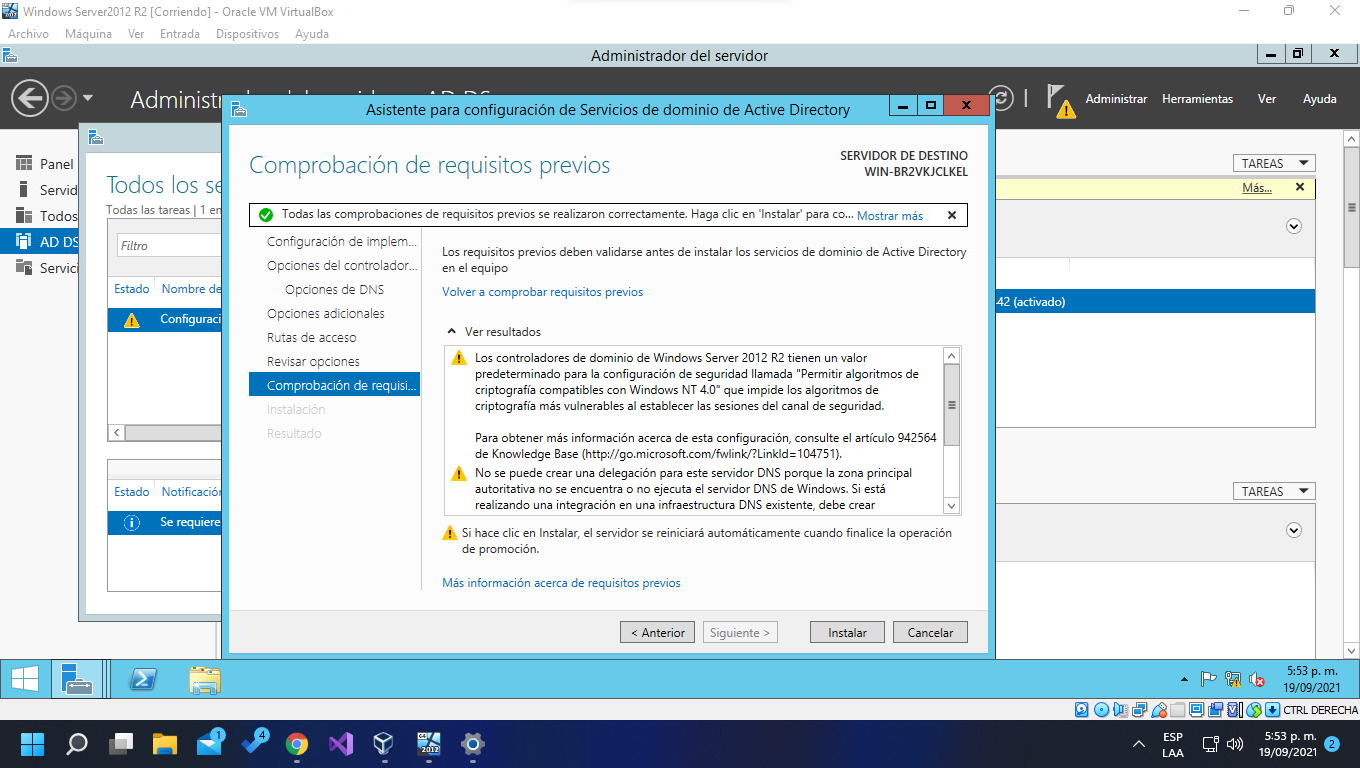 Windows Server2012 R2 [Corriendo] - Oracle VM VirtualBox
Archivo Máquina Ver Entrada Dispositivos Ayuda
Administrador del servidor
Administrar Herramientas Ver Ayuda
Asistente para configuración de Servicios de dominio de Active Directory
Panel
Servid
Todos
AD DS
Servici
Todos los se
Todas las tareas | 1 en
Filtro
Estado Nombre de
Configuraci
Estado Notificación
Se requiere
Comprobación de requisitos previos
SERVIDOR DE DESTINO
WIN-BR2VKJCLKEL
Todas las comprobaciones de requisitos previos se realizaron correctamente. Haga clic en 'Instalar' para co... Mostrar más
Configuración de implem...
Opciones del controlador...
Opciones de DNS
Opciones adicionales
Rutas de acceso
Revisar opciones
Comprobación de requisi...
Instalación
Resultado
Los requisitos previos deben validarse antes de instalar los servicios de dominio de Active Directory
en el equipo
Volver a comprobar requisitos previos
Ver resultados
Los controladores de dominio de Windows Server 2012 R2 tienen un valor
predeterminado para la configuración de seguridad llamada "Permitir algoritmos de
criptografía compatibles con Windows NT 4.0" que impide los algoritmos de
criptografía más vulnerables al establecer las sesiones del canal de seguridad.
Para obtener más información acerca de esta configuración, consulte el artículo 942564
de Knowledge Base (http://go.microsoft.com/fwlink/?LinkId=104751).
No se puede crear una delegación para este servidor DNS porque la zona principal
autoritativa no se encuentra o no ejecuta el servidor DNS de Windows. Si está
realizando una integración en una infraestructura DNS existente, debe crear
Si hace clic en Instalar, el servidor se reiniciará automáticamente cuando finalice la operación
de promoción.
Más información acerca de requisitos previos
< Anterior Siguiente > Instalar Cancelar
TAREAS
Más...
42 (activado)
TAREAS
5:53 p. m.
19/09/2021
CTRL DERECHA
1
4
2012
ESP
LAA
5:53 p. m.
19/09/2021
2